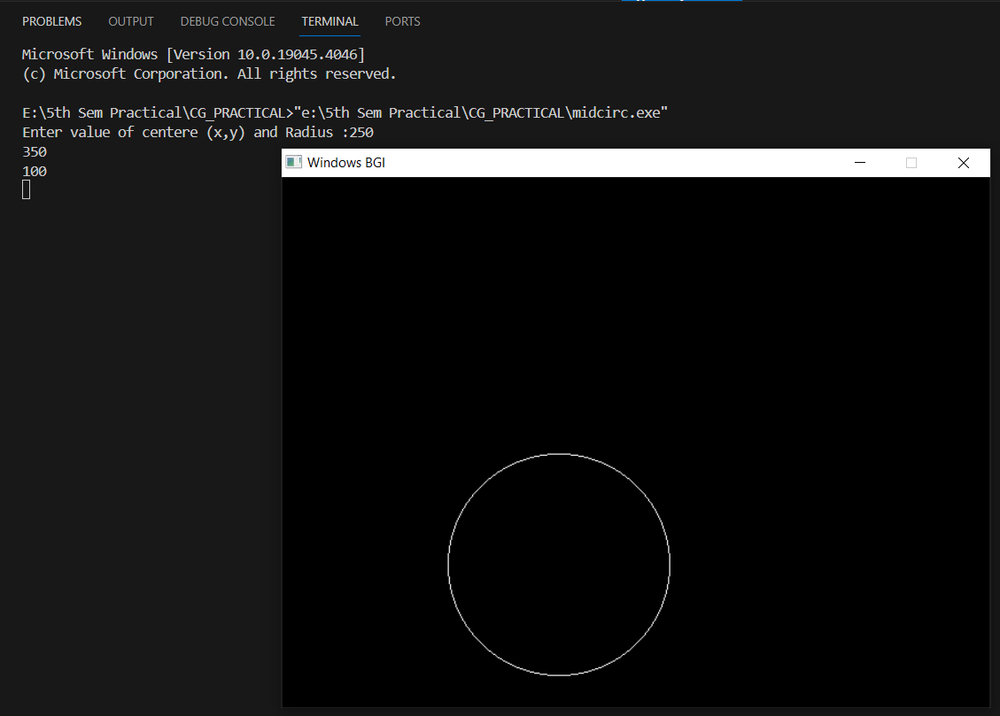 PROBLEMS OUTPUT DEBUG CONSOLE TERMINAL PORTS
Microsoft Windows [Version 10.0.19045.4046]
(c) Microsoft Corporation. All rights reserved.
E:\5th Sem Practical\CG_PRACTICAL>"e:\5th Sem Practical\CG_PRACTICAL\midcirc.exe"
Enter value of centere (x,y) and Radius :250
350
100
Windows BGI